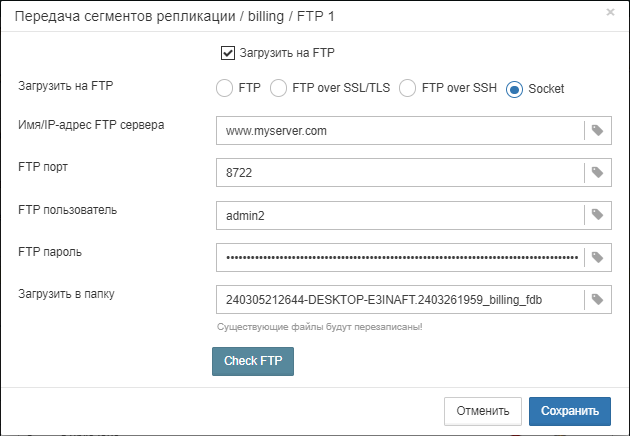 Передача сегментов репликации / billing / FTP 1
×
Загрузить на FTP
Загрузить на FTP FTP FTP over SSL/TLS FTP over SSH Socket
Имя/IP-адрес FTP сервера www.myserver.com
FTP порт 8722
FTP пользователь admin2
FTP пароль
Загрузить в папку 240305212644-DESKTOP-E3INAFT.2403261959_billing_fdb
Существующие файлы будут перезаписаны!
Check FTP
Отменить Сохранить